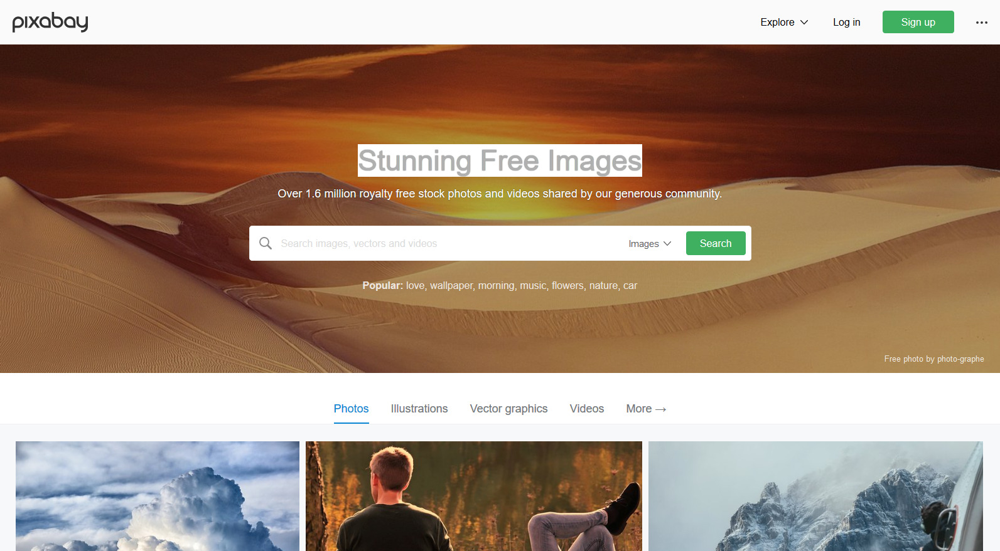 pixabay
Explore
Log in
Sign up
Stunning Free Images
Over 1.6 million royalty free stock photos and videos shared by our generous community.
Search images, vectors and videos
Images
Search
Popular: love, wallpaper, morning, music, flowers, nature, car
Free photo by photo-graphe
Photos
Illustrations
Vector graphics
Videos
More →